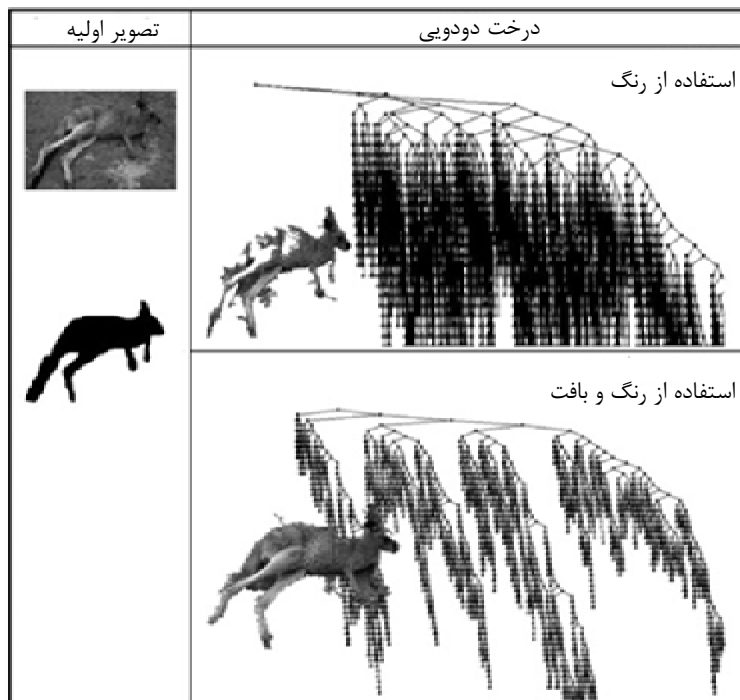 تصویر اولیه
درخت دودویی
استفاده از رنگ
استفاده از رنگ و بافت